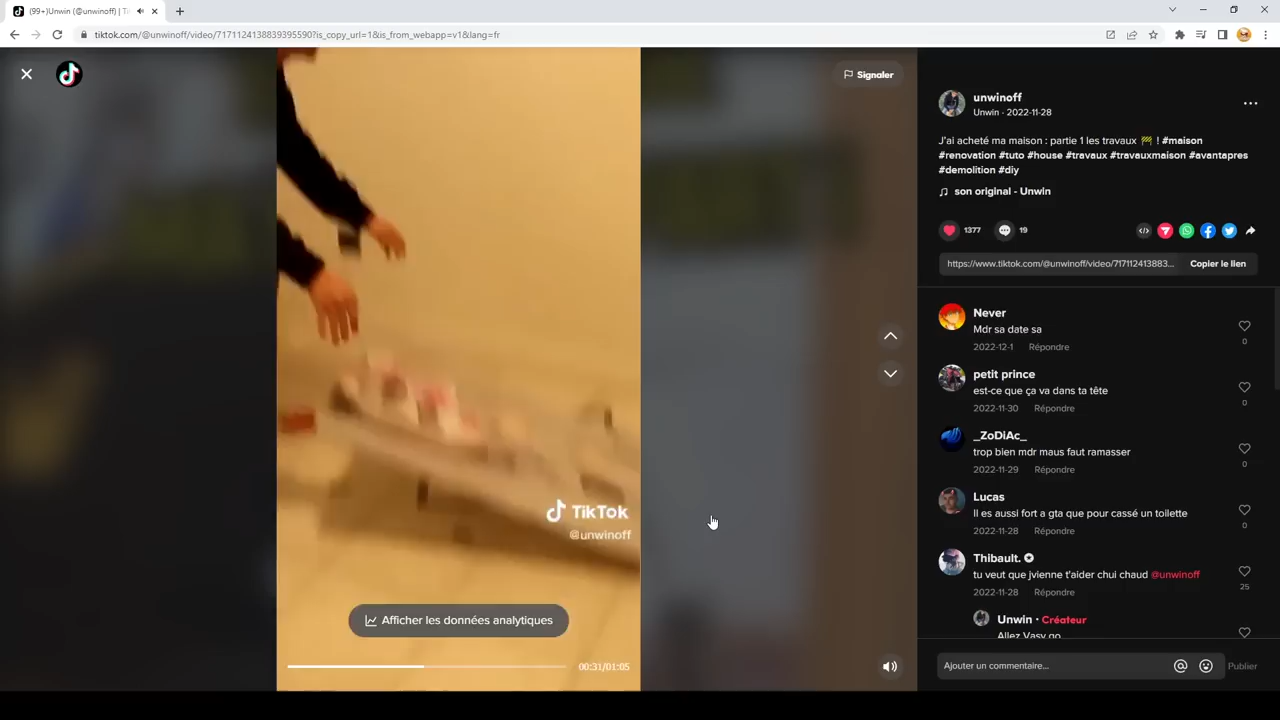 (99+)Unwin (@unwinoff) | Ti
tiktok.com/@unwinoff/video/7171124138839395590?is_copy_url=1&is_from_webapp=v1&lang=fr
Signaler
TikTok
@unwinoff
Afficher les données analytiques
00:31/01:05
unwinoff
Unwin · 2022-11-28
J'ai acheté ma maison : partie 1 les travaux 🚧 ! #maison
#renovation #tuto #house #travaux #travauxmaison #avantapres
#demolition #diy
son original - Unwin
1377
19
https://www.tiktok.com/@unwinoff/video/717112413883...
Copier le lien
Never
Mdr sa date sa
2022-12-1 Répondre
0
petit prince
est-ce que ça va dans ta tête
2022-11-30 Répondre
0
_ZoDiAc_
trop bien mdr maus faut ramasser
2022-11-29 Répondre
0
Lucas
Il es aussi fort a gta que pour cassé un toilette
2022-11-28 Répondre
0
Thibault.
tu veut que jvienne t'aider chui chaud @unwinoff
2022-11-28 Répondre
25
Unwin · Créateur
Allez Vasy go
Ajouter un commentaire...
Publier